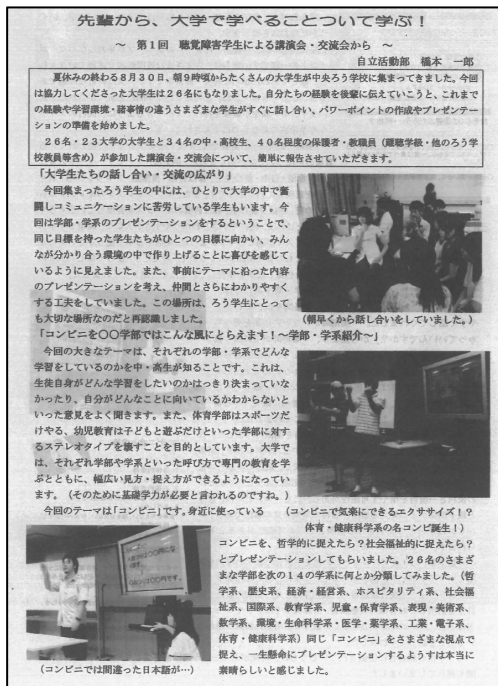 先輩から、大学で学べることついて学ぶ！
～ 第１回 聴覚障害学生による講演会・交流会から ～
自立活動部 橋本 一郎
夏休みの終わる８月３０日、朝９時頃からたくさんの大学生が中央ろう学校に集まってきました。今回
は協力してくださった大学生は２６名にもなりました。自分たちの経験を後輩に伝えていこうと、これまで
の経験や学習環境・諸事情の違うさまざまな学生がすぐに話し合い、パワーポイントの作成やプレゼンテー
ションの準備を始めました。
２６名・２３大学の大学生と３４名の中・高校生、４０名程度の保護者・教職員（難聴学級・他のろう学
校教員等含め）が参加した講演会・交流会について、簡単に報告させていただきます。
「大学生たちの話し合い・交流の広がり」
今回集まったろう学生の中には、ひとりで大学の中で奮
闘しコミュニケーションに苦労している学生もいます。今
回は学部・学系のプレゼンテーションをするということで、
同じ目標を持った学生たちがひとつの目標に向かい、みん
なが分かり合う環境の中で作り上げることに喜びを感じて
いるように見えました。また、事前にテーマに沿った内容
のプレゼンテーションを考え、仲間とさらにわかりやすく
する工夫をしていました。この場所は、ろう学生にとって
も大切な場所なのだと再認識しました。
（朝早くから話し合いをしていました。）
「コンビニを〇〇学部ではこんな風にとらえます！～学部・学系紹介～」
今回の大きなテーマは、それぞれの学部・学系でどんな
学習をしているのかを中・高生が知ることです。これは、
生徒自身がどんな学習をしたいのかはっきり決まっていな
かったり、自分がどんなことに向いているかわからないと
いった意見をよく聞きます。また、体育学部はスポーツだ
けやる、幼児教育は子どもと遊ぶだけといった学部に対す
るステレオタイプを壊すことを目的としています。大学で
は、それぞれ学部や学系といった呼び方で専門の教育を学
ぶとともに、幅広い見方・捉え方ができるようになってい
ます。（そのために基礎学力が必要と言われるのですね。）
今回のテーマは「コンビニ」です。身近に使っている
（コンビニで気楽にできるエクササイズ！？
体育・健康科学系の名コンビ誕生！）
コンビニを、哲学的に捉えたら？社会福祉的に捉えたら？
とプレゼンテーションしてもらいました。２６名のさまざ
まな学部を次の１４の学系に何とか分類してみました。（哲
学系、歴史系、経済・経営系、ホスピタリティ系、社会福
祉系、国際系、教育学系、児童・保育学系、表現・美術系、
数学系、環境・生命科学系・医学・薬学系、工業・電子系、
体育・健康科学系）同じ「コンビニ」をさまざまな視点で
捉え、一生懸命にプレゼンテーションするようすは本当に
素晴らしいと感じました。
（コンビニでは間違った日本語が…）